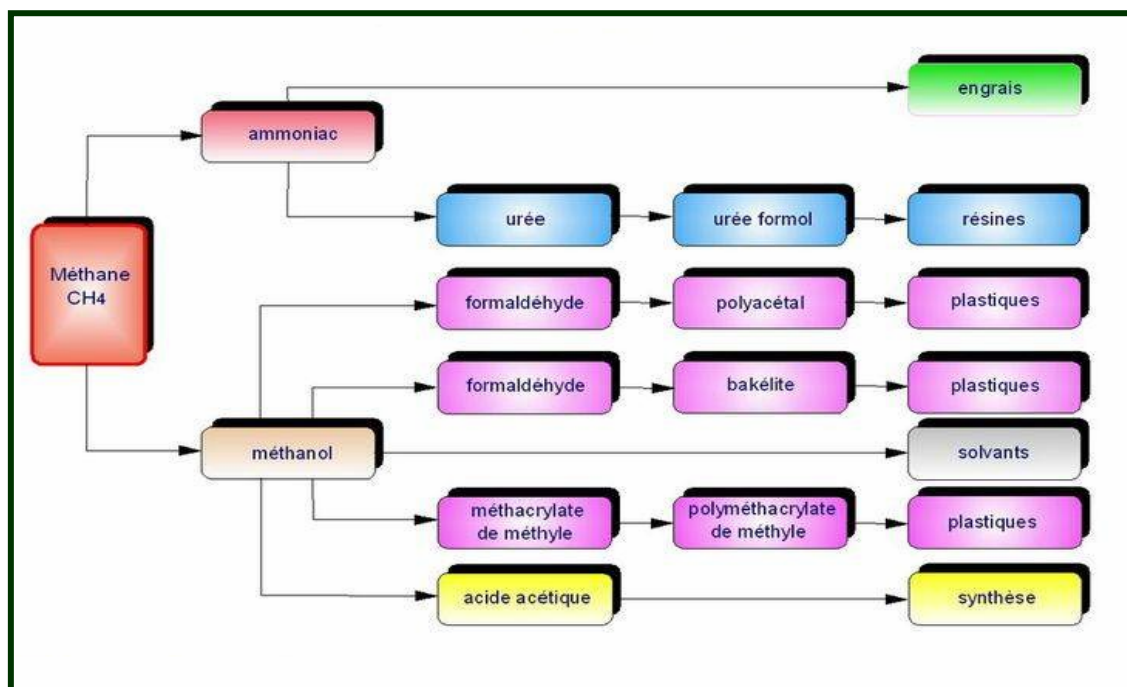 engrais
ammoniac
urée
urée formol
résines
Méthane
CH4
formaldéhyde
polyacétal
plastiques
formaldéhyde
bakélite
plastiques
méthanol
solvants
méthacrylate
de méthyle
polyméthacrylate
de méthyle
plastiques
acide acétique
synthèse